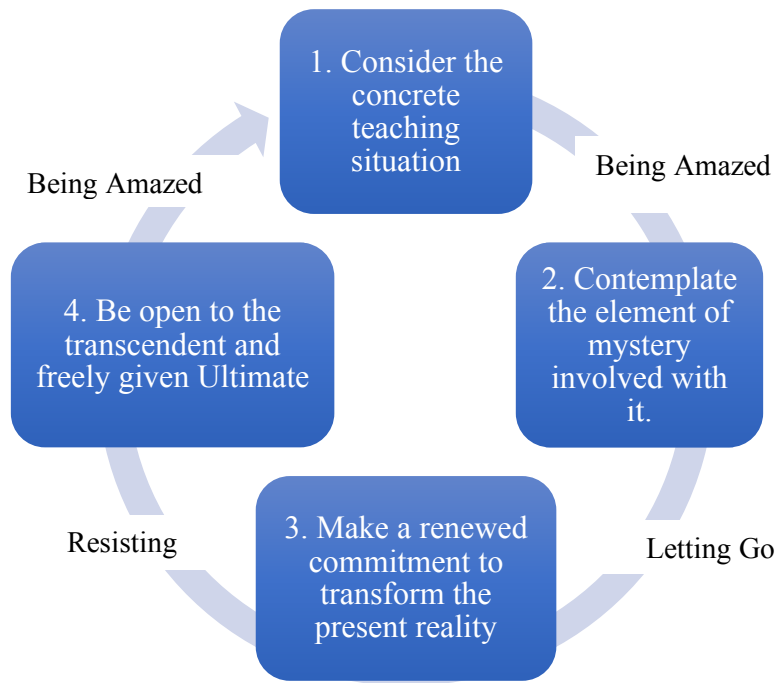 1. Consider the
concrete
teaching
situation
Being Amazed
2. Contemplate
the element of
mystery
involved with
it.
Letting Go
3. Make a renewed
commitment to
transform the
present reality
Resisting
4. Be open to the
transcendent and
freely given Ultimate
Being Amazed